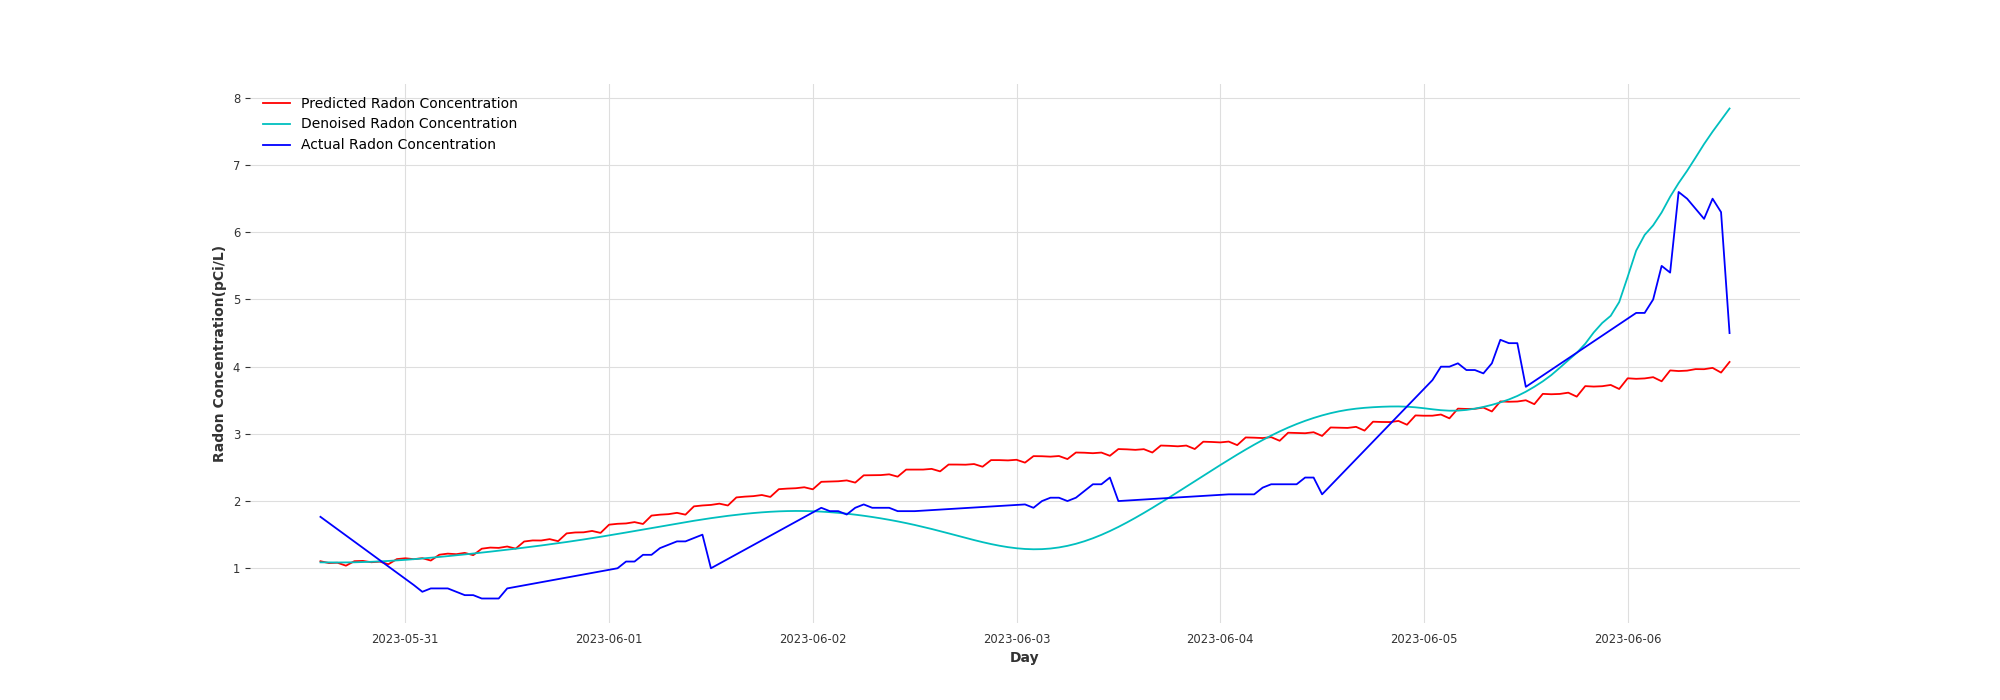 Predicted Radon Concentration
Denoised Radon Concentration
Actual Radon Concentration
Radon Concentration(pCi/L)
8
7
6
5
4
3
2
1
2023-05-31 2023-06-01 2023-06-02 2023-06-03 2023-06-04 2023-06-05 2023-06-06
Day